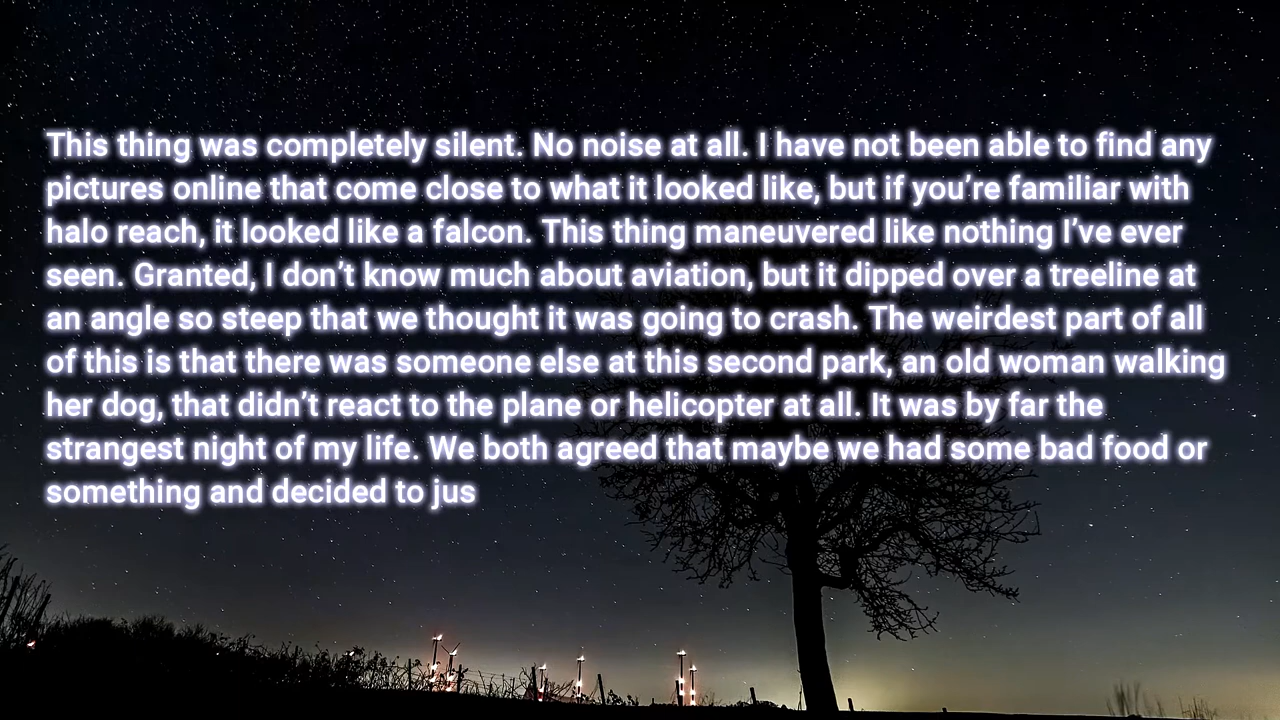 This thing was completely silent. No noise at all. I have not been able to find any
pictures online that come close to what it looked like, but if you’re familiar with
halo reach, it looked like a falcon. This thing maneuvered like nothing I’ve ever
seen. Granted, I don’t know much about aviation, but it dipped over a treeline at
an angle so steep that we thought it was going to crash. The weirdest part of all
of this is that there was someone else at this second park, an old woman walking
her dog, that didn’t react to the plane or helicopter at all. It was by far the
strangest night of my life. We both agreed that maybe we had some bad food or
something and decided to jus